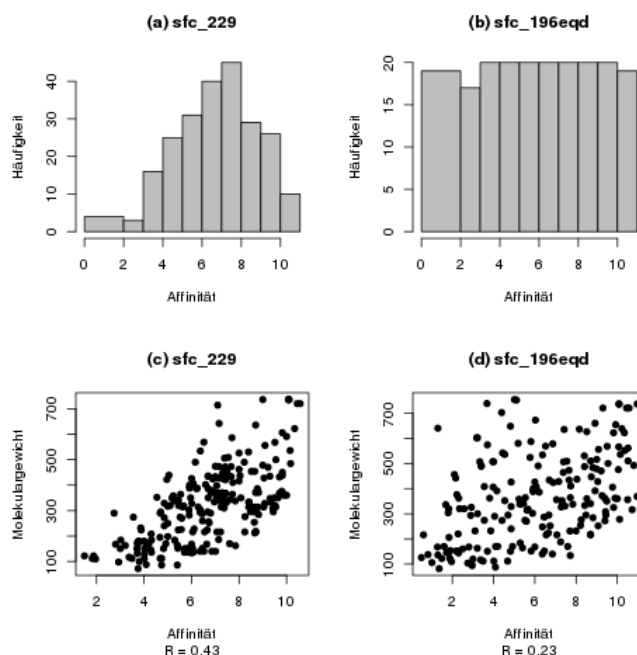 (a) sfc_229
Häufigkeit
0 10 20 30 40
0 2 4 6 8 10
Affinität
(b) sfc_196eqd
Häufigkeit
0 5 10 15 20
0 2 4 6 8 10
Affinität
(c) sfc_229
Molekulargewicht
100 300 500 700
2 4 6 8 10
Affinität
R = 0,43
(d) sfc_196eqd
Molekulargewicht
100 300 500 700
2 4 6 8 10
Affinität
R = 0,23